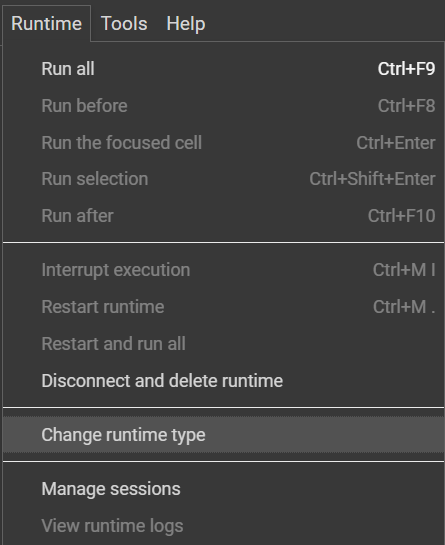 Runtime Tools Help
Run all Ctrl+F9
Run before Ctrl+F8
Run the focused cell Ctrl+Enter
Run selection Ctrl+Shift+Enter
Run after Ctrl+F10
Interrupt execution Ctrl+M I
Restart runtime Ctrl+M .
Restart and run all
Disconnect and delete runtime
Change runtime type
Manage sessions
View runtime logs